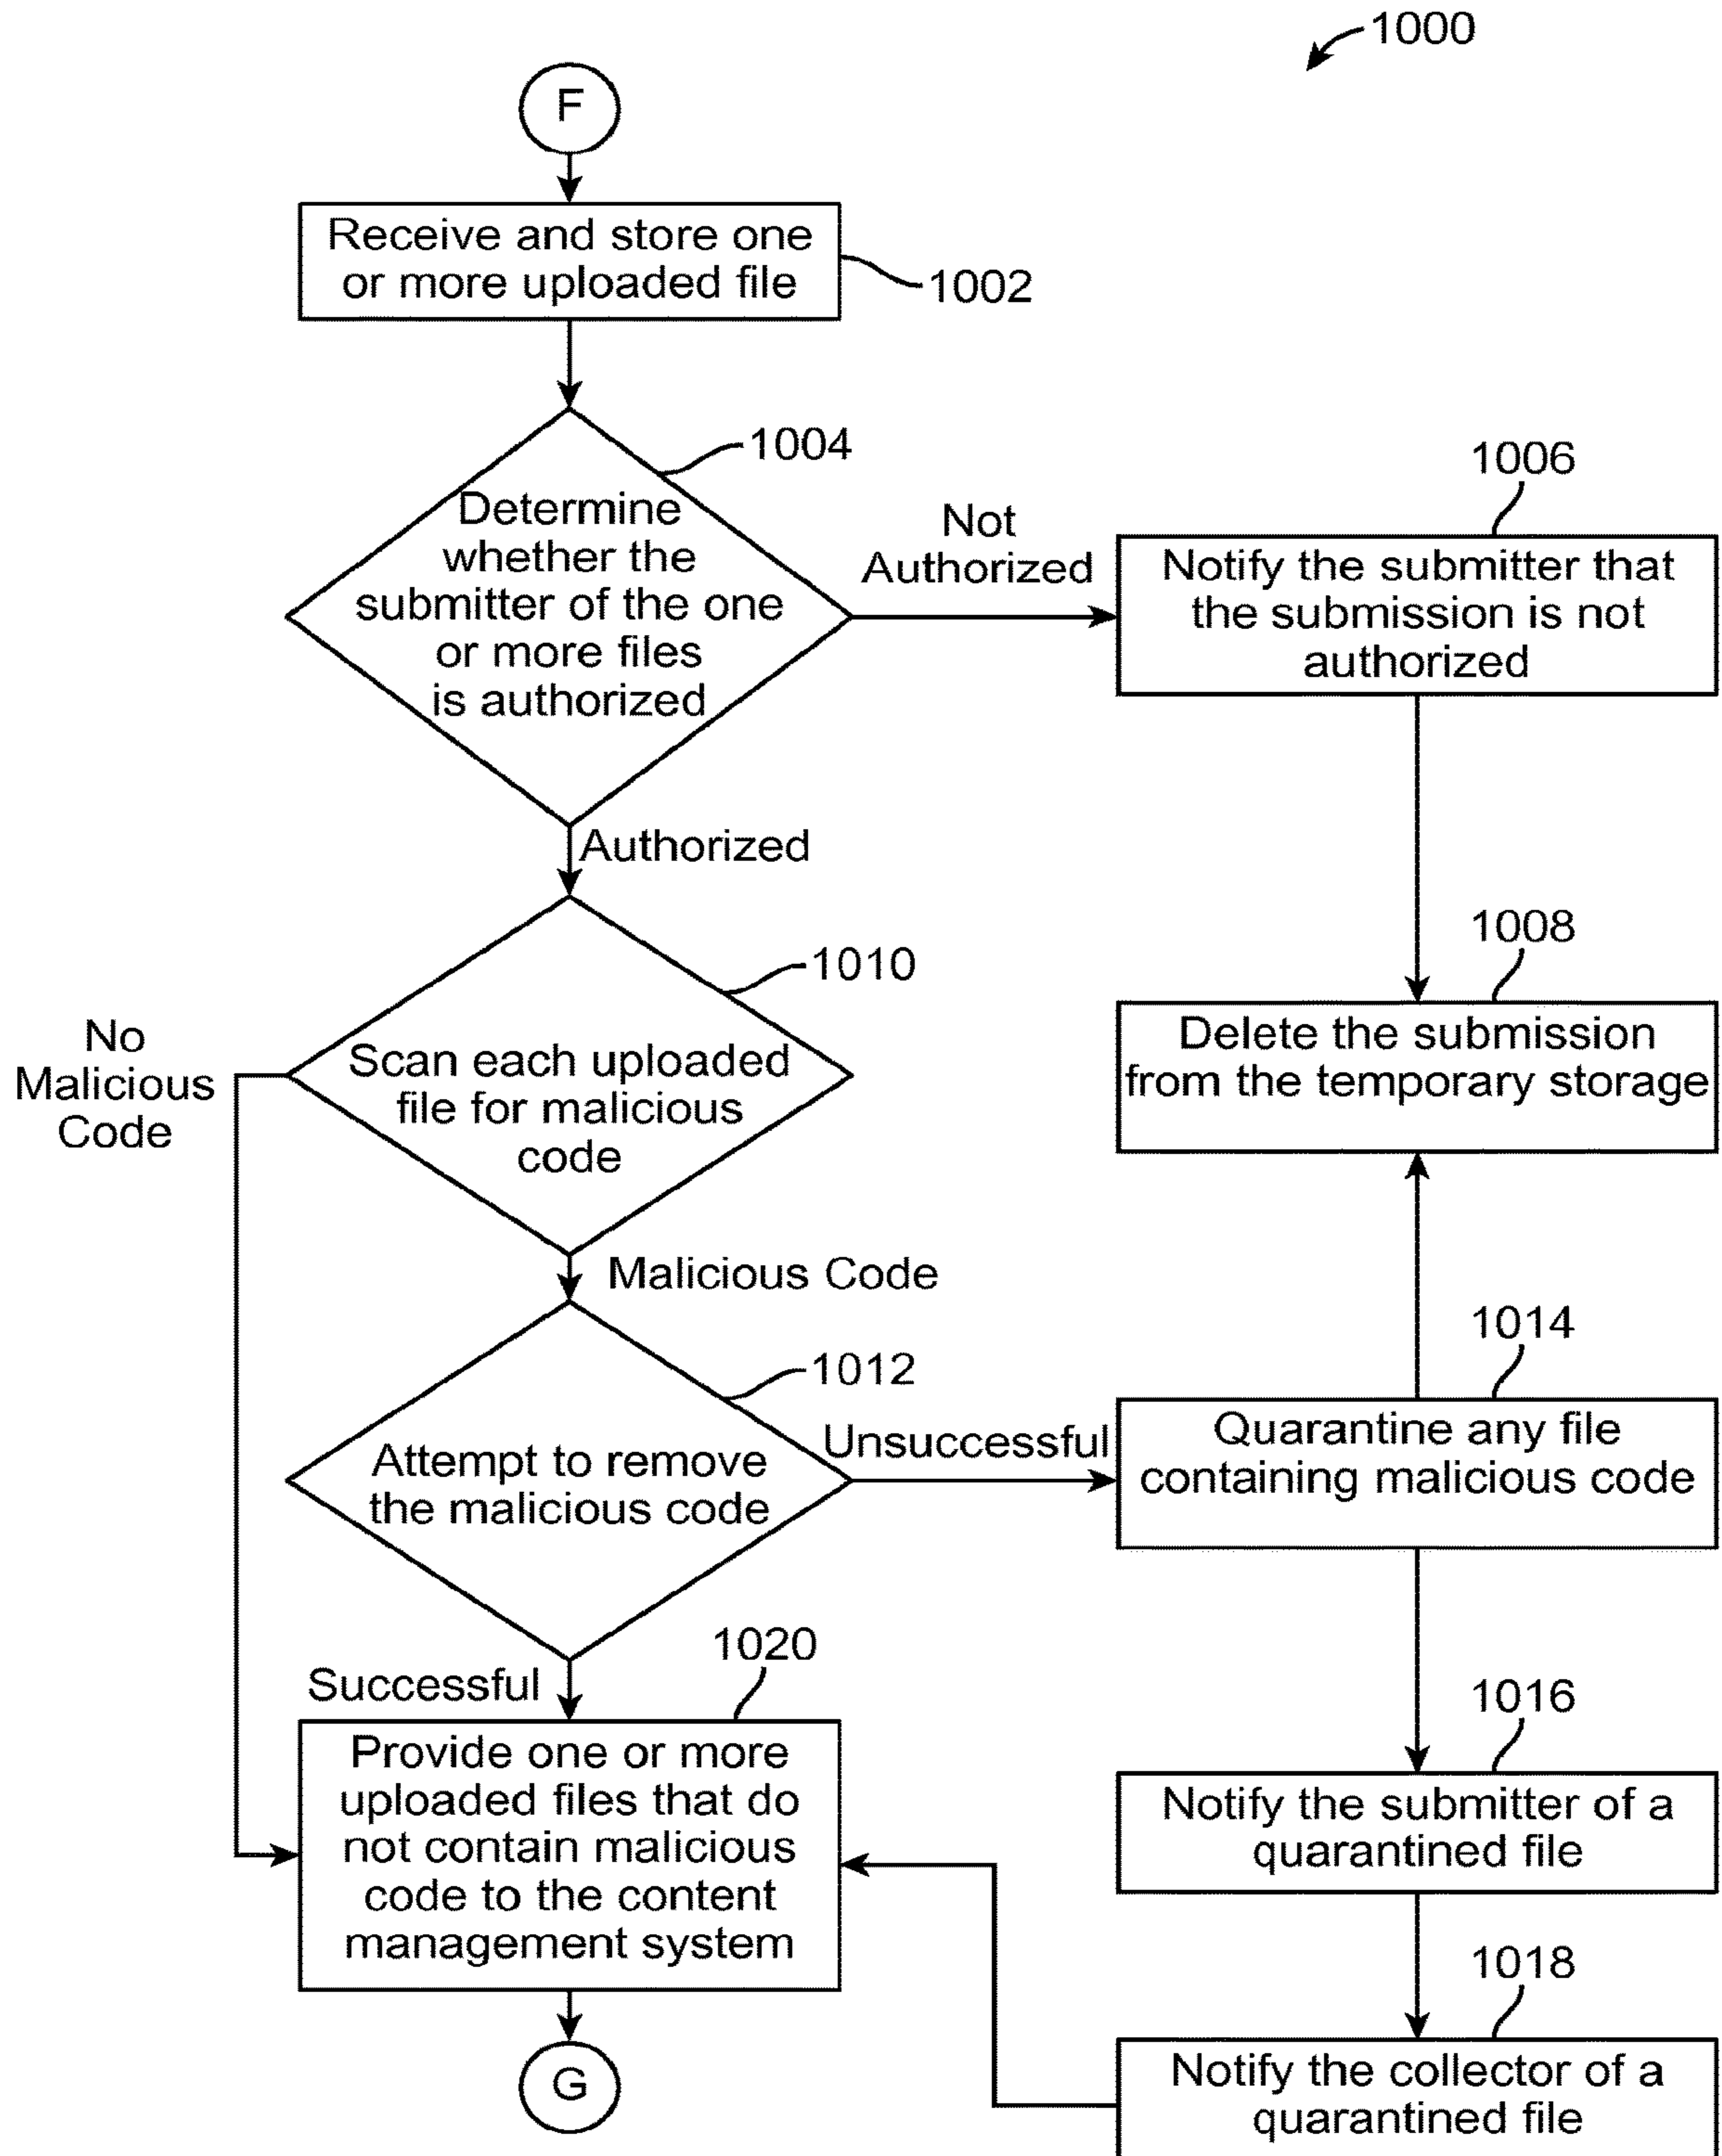 1000
F
Receive and store one
or more uploaded file
1002
1004
Determine
whether the
submitter of the one
or more files
is authorized
Not
Authorized
1006
Notify the submitter that
the submission is not
authorized
Authorized
1008
Delete the submission
from the temporary storage
1010
Scan each uploaded
file for malicious
code
No
Malicious
Code
Malicious Code
1012
Attempt to remove
the malicious code
Unsuccessful
1014
Quarantine any file
containing malicious code
Successful
1016
Notify the submitter of a
quarantined file
1018
Notify the collector of a
quarantined file
1020
Provide one or more
uploaded files that do
not contain malicious
code to the content
management system
G